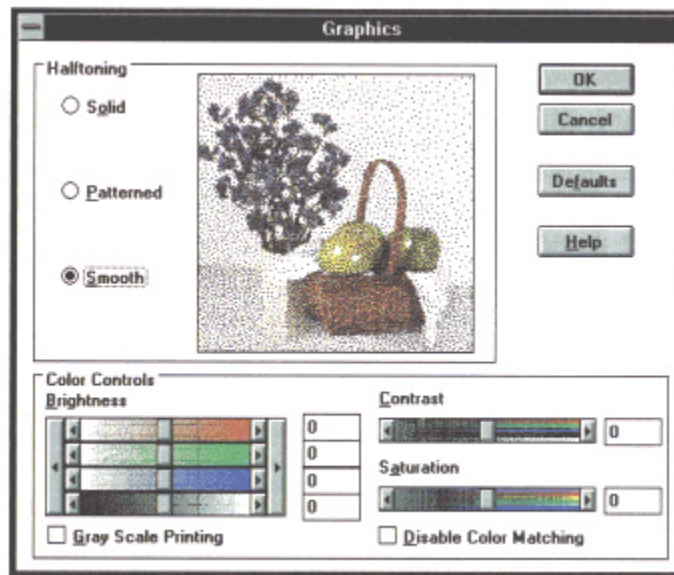 Graphics
Halftoning
Solid
Patterned
Smooth
OK
Cancel
Defaults
Help
Color Controls
Brightness
0
0
0
0
Contrast
0
Saturation
0
Gray Scale Printing
Disable Color Matching